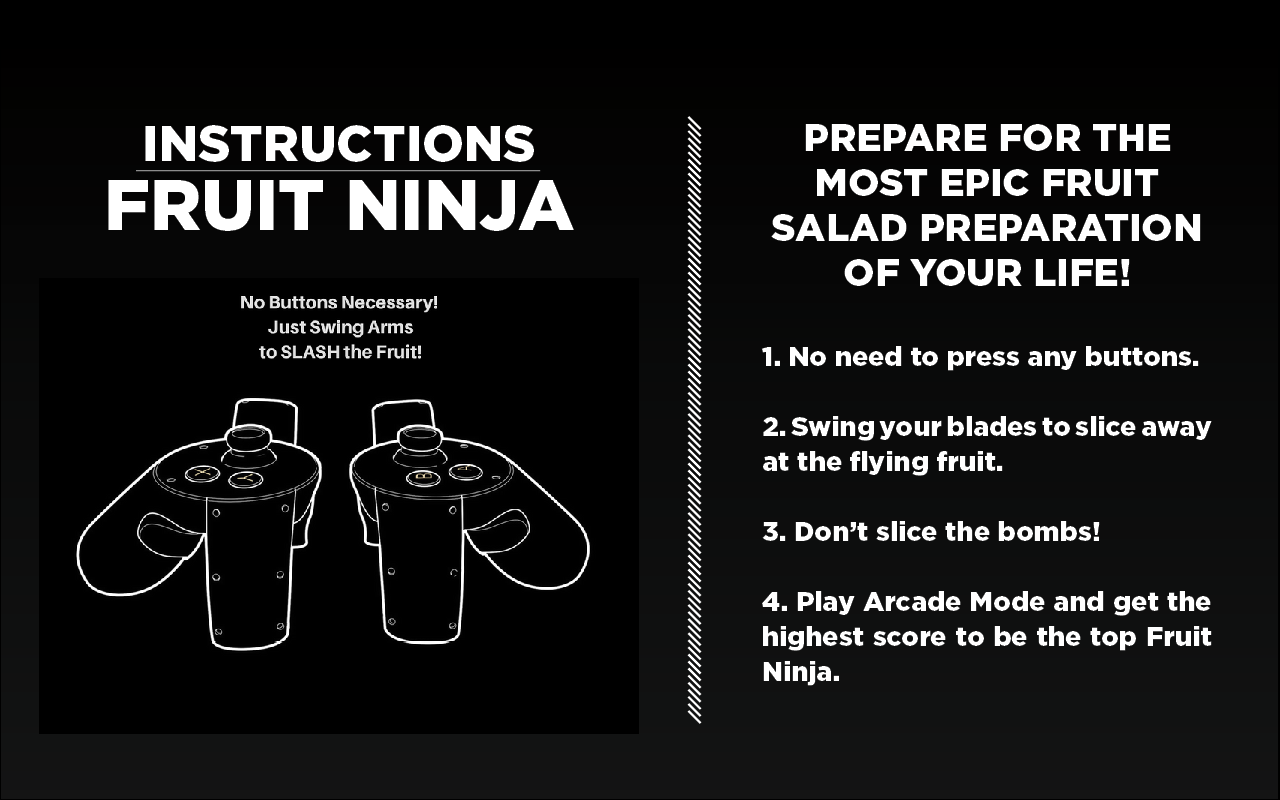 INSTRUCTIONS
FRUIT NINJA
No Buttons Necessary!
Just Swing Arms
to SLASH the Fruit!
X
Y
B
PREPARE FOR THE
MOST EPIC FRUIT
SALAD PREPARATION
OF YOUR LIFE!
1. No need to press any buttons.
2. Swing your blades to slice away
at the flying fruit.
3. Don’t slice the bombs!
4. Play Arcade Mode and get the
highest score to be the top Fruit
Ninja.